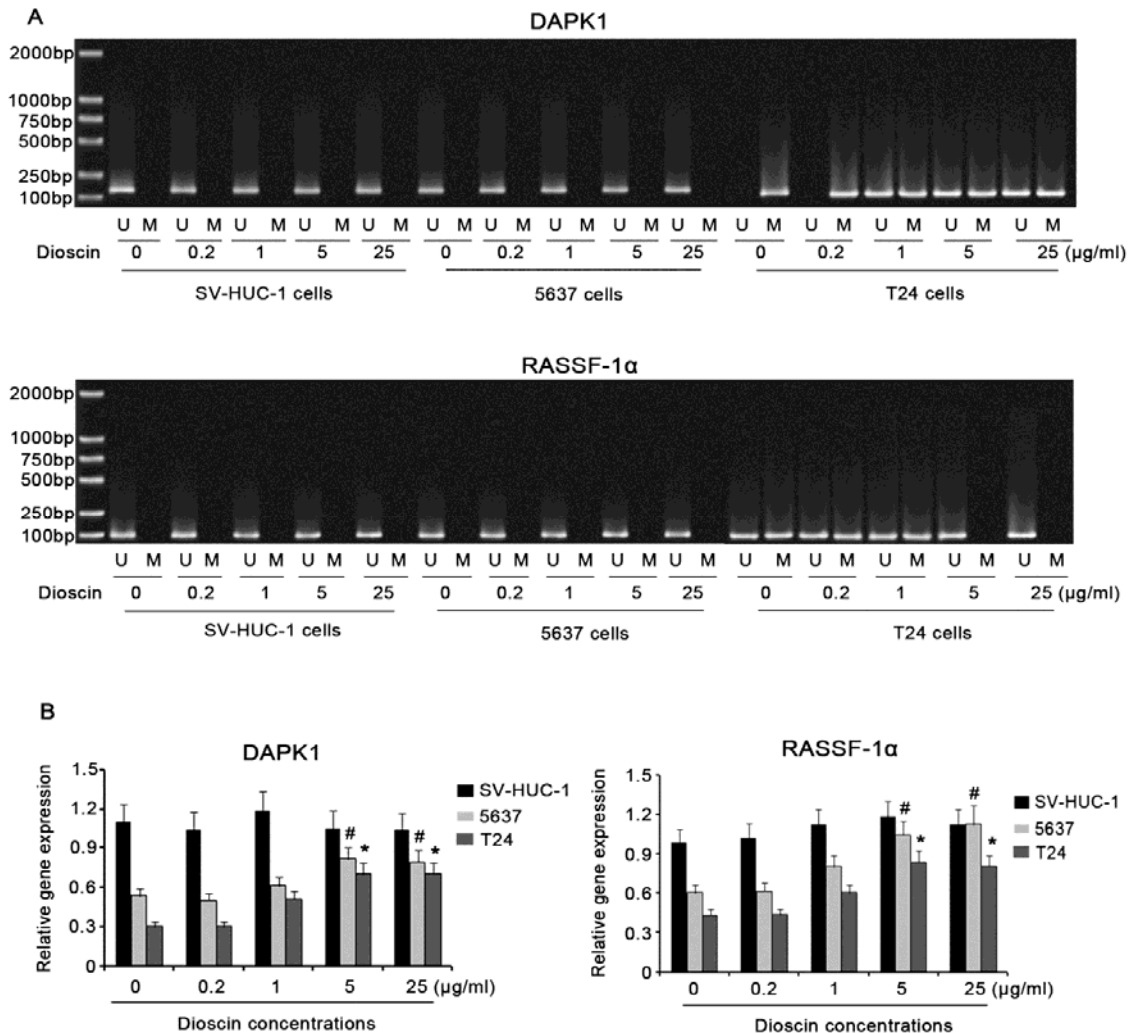 A
DAPK1
2000bp
1000bp
750bp
500bp
250bp
100bp
U M U M U M U M U M U M U M U M U M U M U M U M U M U M U M
Dioscin 0 0.2 1 5 25 0 0.2 1 5 25 0 0.2 1 5 25 (μg/ml)
SV-HUC-1 cells 5637 cells T24 cells
RASSF-1α
2000bp
1000bp
750bp
500bp
250bp
100bp
U M U M U M U M U M U M U M U M U M U M U M U M U M U M U M
Dioscin 0 0.2 1 5 25 0 0.2 1 5 25 0 0.2 1 5 25 (μg/ml)
SV-HUC-1 cells 5637 cells T24 cells
B
DAPK1
Relative gene expression
1.5
1.2
0.9
0.6
0.3
0
# * # *
SV-HUC-1
5637
T24
0 0.2 1 5 25 (μg/ml)
Dioscin concentrations
RASSF-1α
Relative gene expression
1.5
1.2
0.9
0.6
0.3
0
# * # *
SV-HUC-1
5637
T24
0 0.2 1 5 25 (μg/ml)
Dioscin concentrations